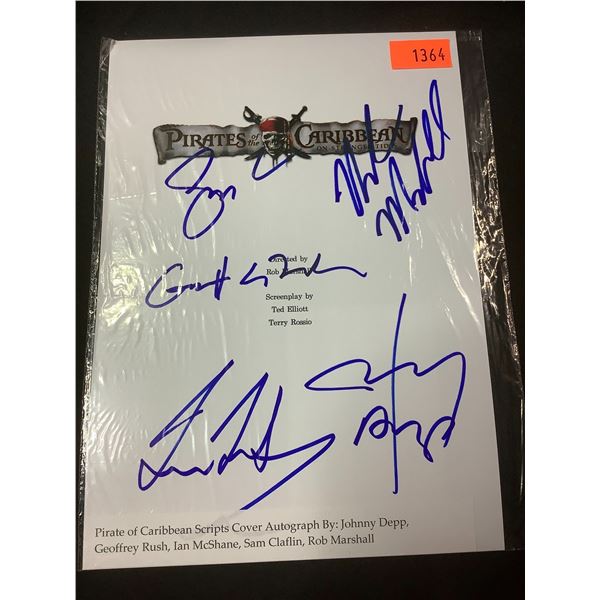 1364
PIRATES of the CARIBBEAN
ON STRANGER TIDES
Directed by
Rob Marshall
Screenplay by
Ted Elliott
Terry Rossio
Pirate of Caribbean Scripts Cover Autograph By: Johnny Depp,
Geoffrey Rush, Ian McShane, Sam Claflin, Rob Marshall